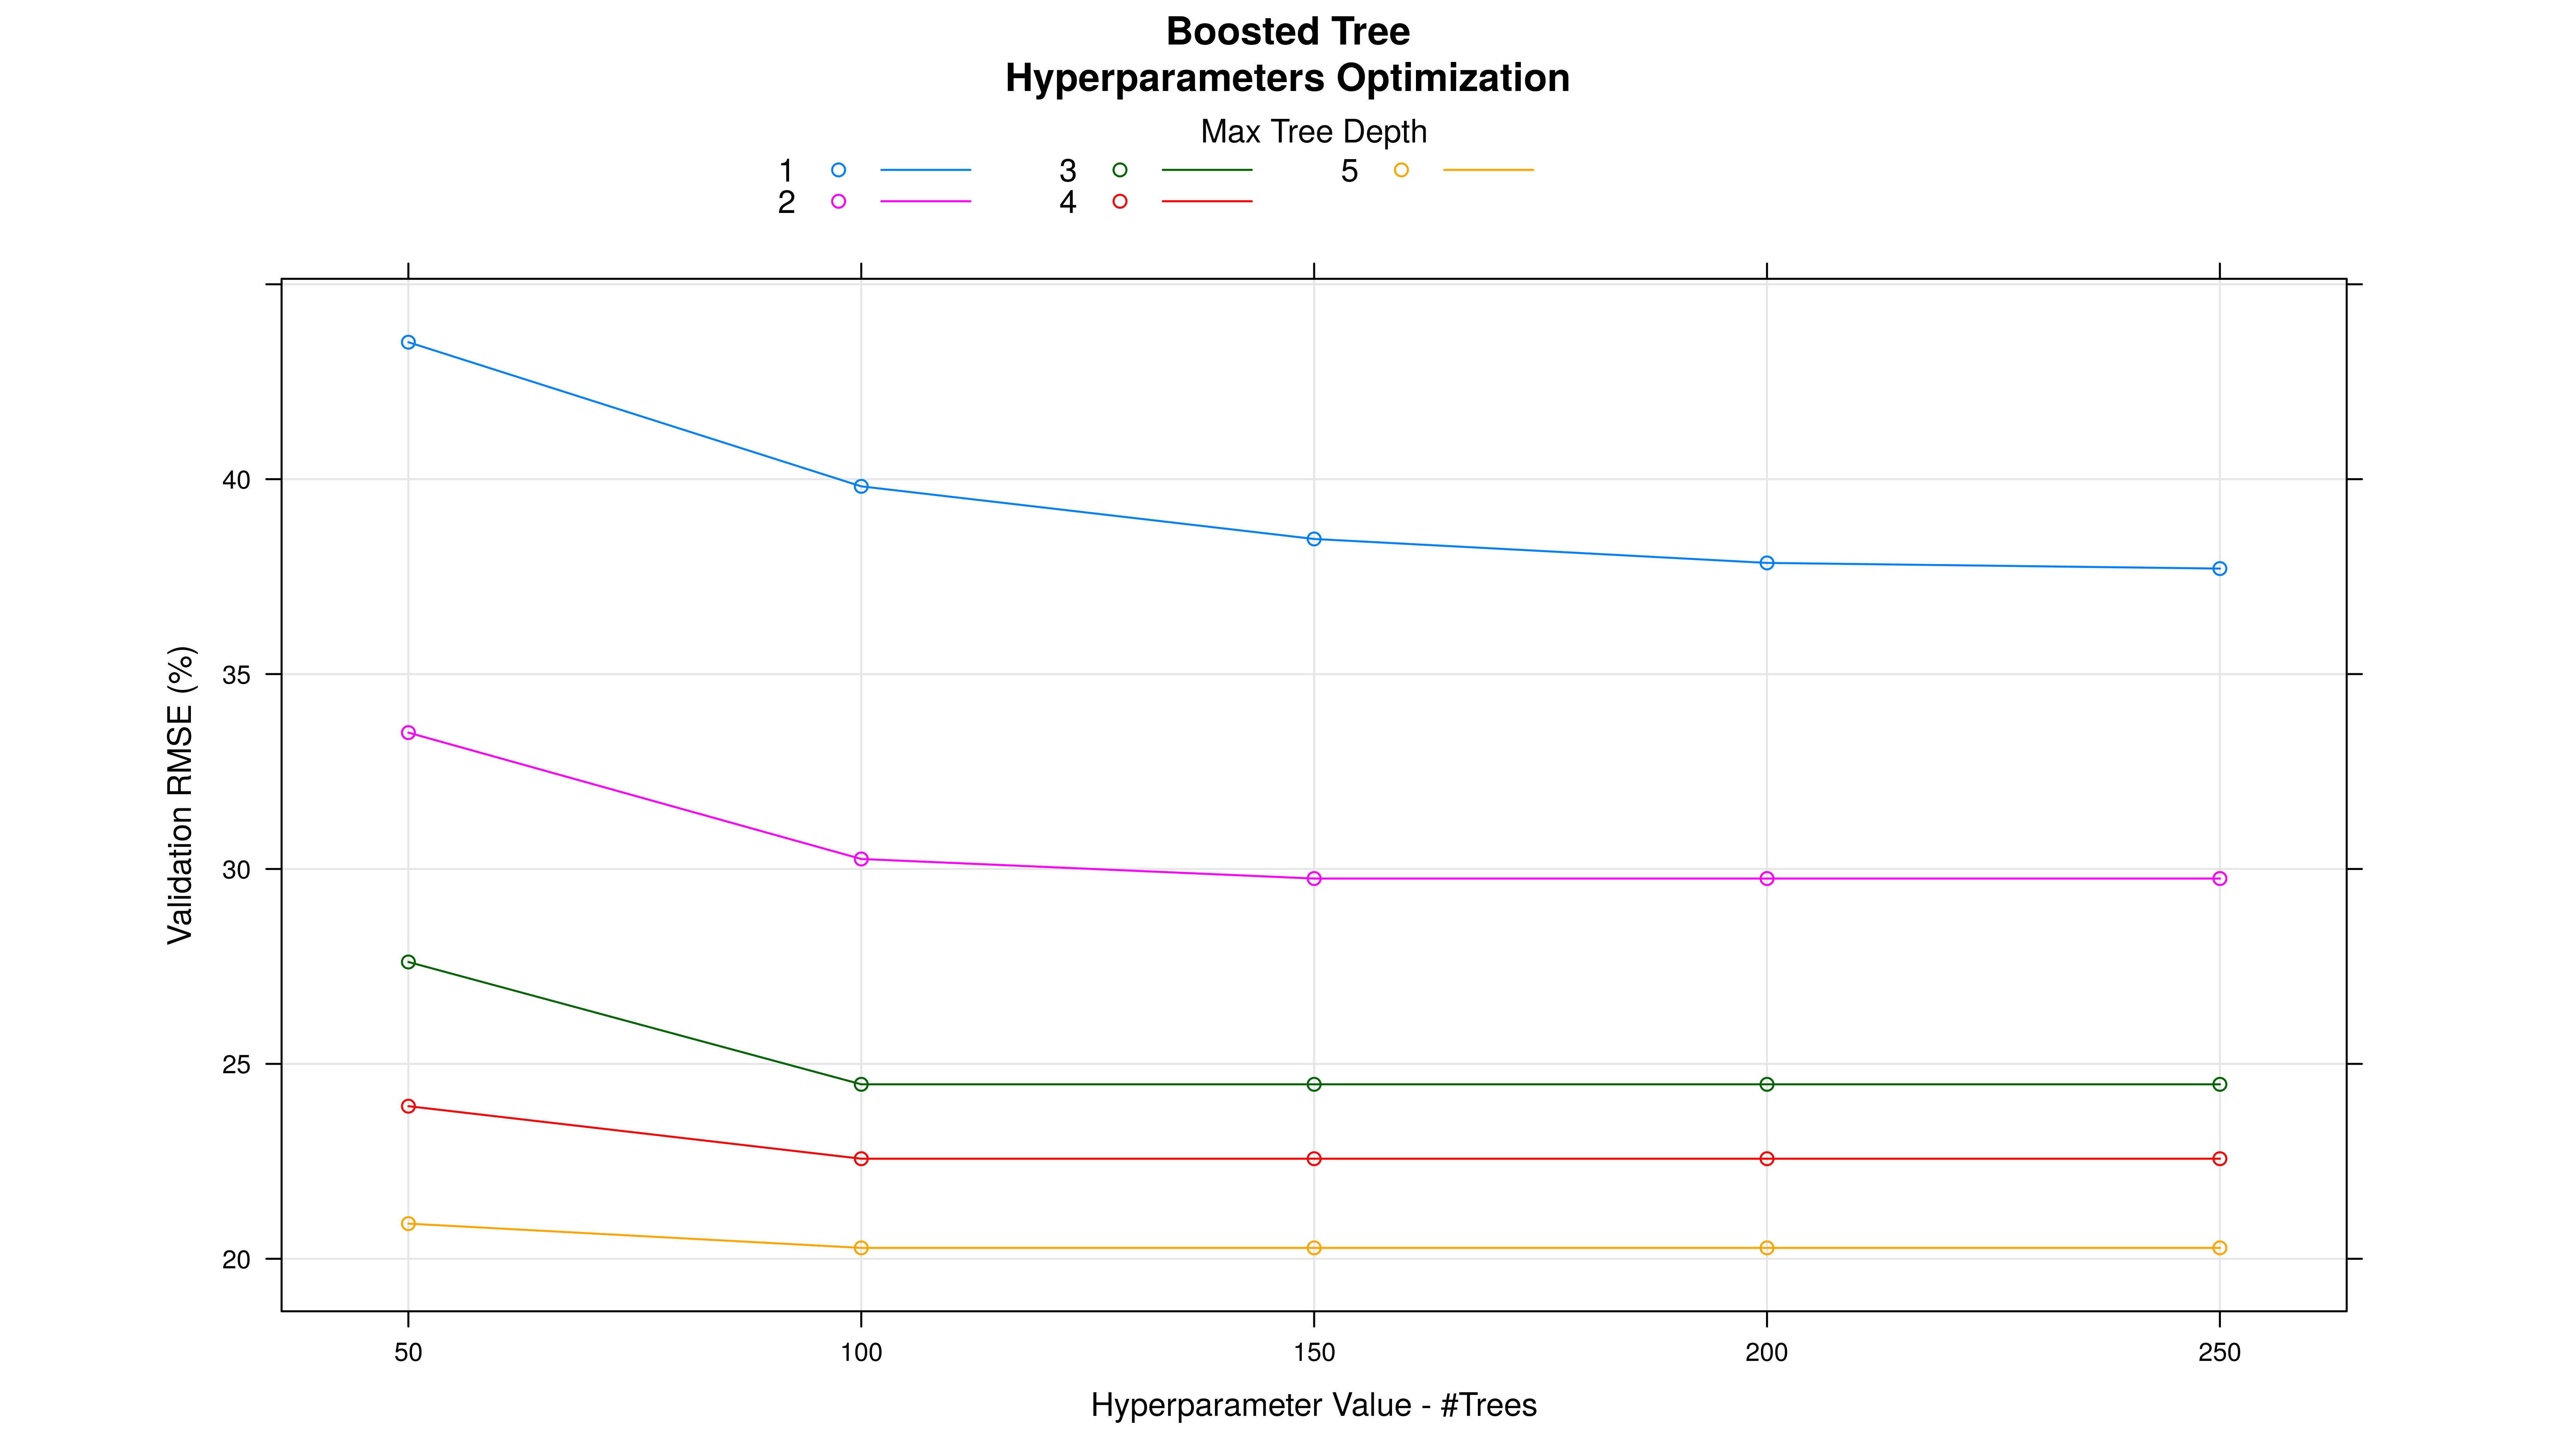 Boosted Tree
Hyperparameters Optimization
Max Tree Depth
1 3 5
2 4
Validation RMSE (%)
40
35
30
25
20
50 100 150 200 250
Hyperparameter Value - #Trees